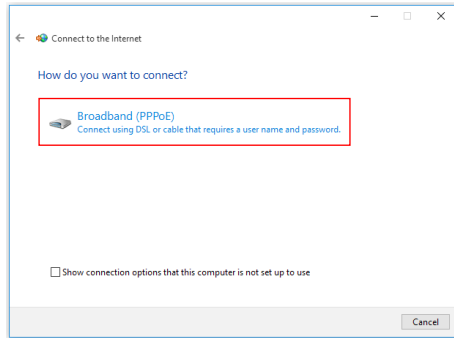 Connect to the Internet
How do you want to connect?
Broadband (PPPoE)
Connect using DSL or cable that requires a user name and password.
Show connection options that this computer is not set up to use
Cancel